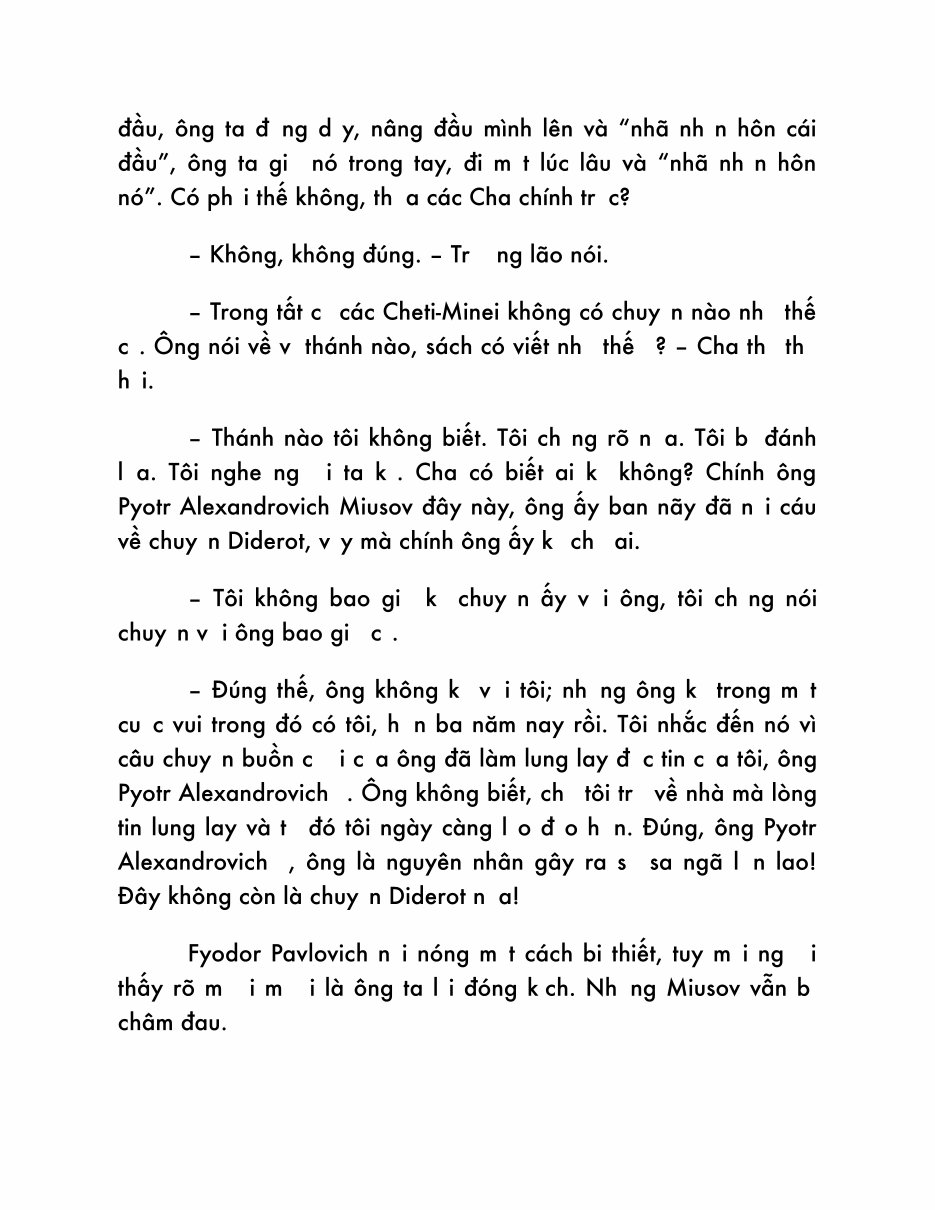 đầu, ông ta đ ng d y, nâng đầu mình lên và “nhã nh n hôn cái
đầu”, ông ta gi nó trong tay, đi m t lúc lâu và “nhã nh n hôn
nó”. Có ph i thế không, th a các Cha chính tr c?
– Không, không đúng. – Tr ng lão nói.
– Trong tất c các Cheti-Minei không có chuy n nào nh thế
c . Ông nói về v thánh nào, sách có viết nh thế ? – Cha th th
h i.
– Thánh nào tôi không biết. Tôi ch ng rõ n a. Tôi b đánh
l a. Tôi nghe ng i ta k . Cha có biết ai k không? Chính ông
Pyotr Alexandrovich Miusov đây này, ông ấy ban nãy đã n i cáu
về chuy n Diderot, v y mà chính ông ấy k ch ai.
– Tôi không bao gi k chuy n ấy v i ông, tôi ch ng nói
chuy n v i ông bao gi c .
– Đúng thế, ông không k v i tôi; nh ng ông k trong m t
cu c vui trong đó có tôi, h n ba năm nay rồi. Tôi nhắc đến nó vì
câu chuy n buồn c i c a ông đã làm lung lay đ c tin c a tôi, ông
Pyotr Alexandrovich . Ông không biết, ch tôi tr về nhà mà lòng
tin lung lay và t đó tôi ngày càng l o đ o h n. Đúng, ông Pyotr
Alexandrovich , ông là nguyên nhân gây ra s sa ngã l n lao!
Đây không còn là chuy n Diderot n a!
Fyodor Pavlovich n i nóng m t cách bi thiết, tuy m i ng i
thấy rõ m i m i là ông ta l i đóng k ch. Nh ng Miusov vẫn b
châm đau.